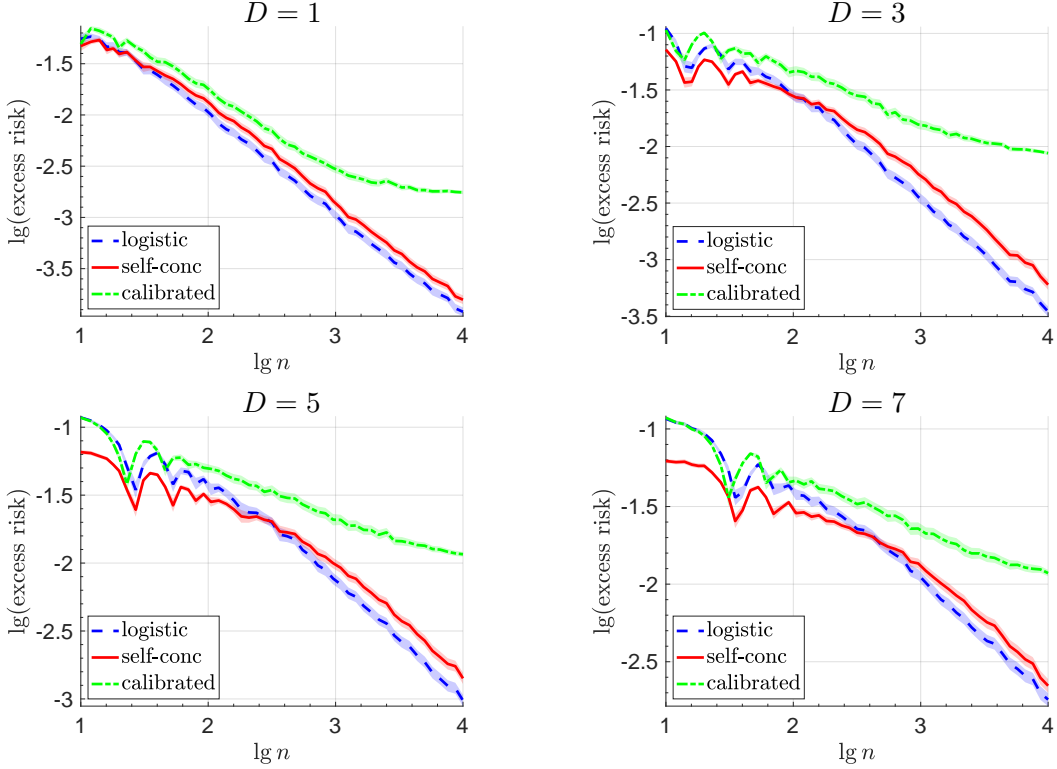 D = 1
lg(excess risk)
-1.5
-2
-2.5
-3
-3.5
logistic
self-conc
calibrated
1 2 3 4
lg n
D = 3
lg(excess risk)
-1
-1.5
-2
-2.5
-3
-3.5
logistic
self-conc
calibrated
1 2 3 4
lg n
D = 5
lg(excess risk)
-1
-1.5
-2
-2.5
-3
logistic
self-conc
calibrated
1 2 3 4
lg n
D = 7
lg(excess risk)
-1
-1.5
-2
-2.5
logistic
self-conc
calibrated
1 2 3 4
lg n